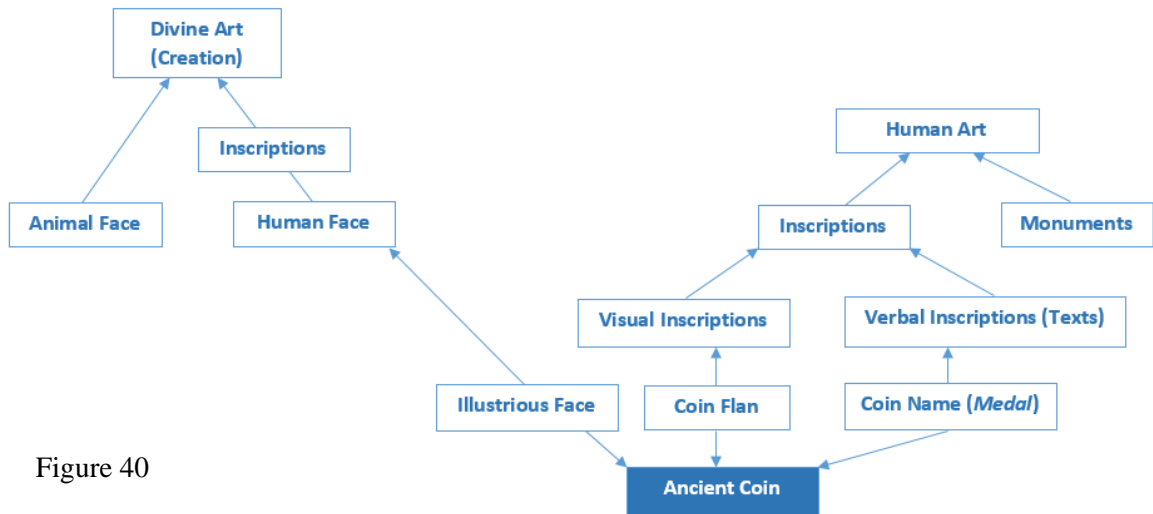 Divine Art
(Creation)
Human Art
Inscriptions
Animal Face
Human Face
Inscriptions
Monuments
Visual Inscriptions
Verbal Inscriptions (Texts)
Illustrious Face
Coin Flan
Coin Name (Medal)
Figure 40
Ancient Coin